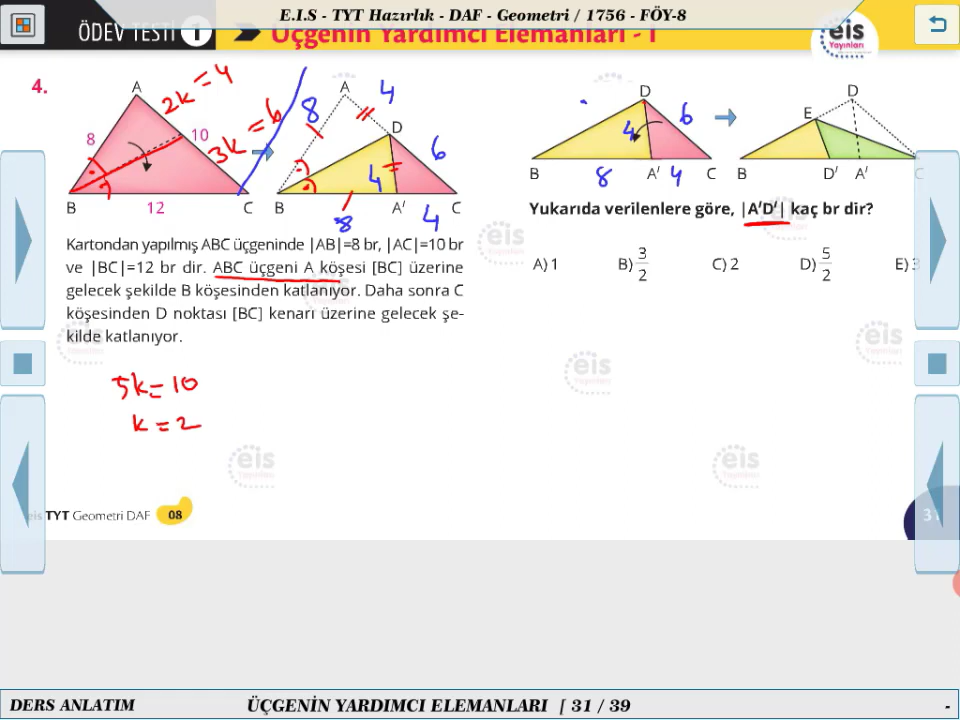 E.I.S - TYT Hazırlık - DAF - Geometri / 1756 - FÖY-8
ÖDEV TESTİ 1
Üçgenin Yardımcı Elemanları - I
eis
Yayınları
4.
A
8
10
B
12
C
2k = 4
3k = 6
A
D
B
A'
C
8
4
6
4
8
4
D
B
A'
C
4
6
8
4
D
E
B
D'
A'
C
Kartondan yapılmış ABC üçgeninde |AB|=8 br, |AC|=10 br
ve |BC|=12 br dir. ABC üçgeni A köşesi [BC] üzerine
gelecek şekilde B köşesinden katlanıyor. Daha sonra C
köşesinden D noktası [BC] kenarı üzerine gelecek şe-
kilde katlanıyor.
5k = 10
k = 2
Yukarıda verilenlere göre, |A'D'| kaç br dir?
A) 1 B) 3/2 C) 2 D) 5/2 E) 3
eis TYT Geometri DAF 08
31
DERS ANLATIM
ÜÇGENİN YARDIMCI ELEMANLARI [ 31 / 39
-